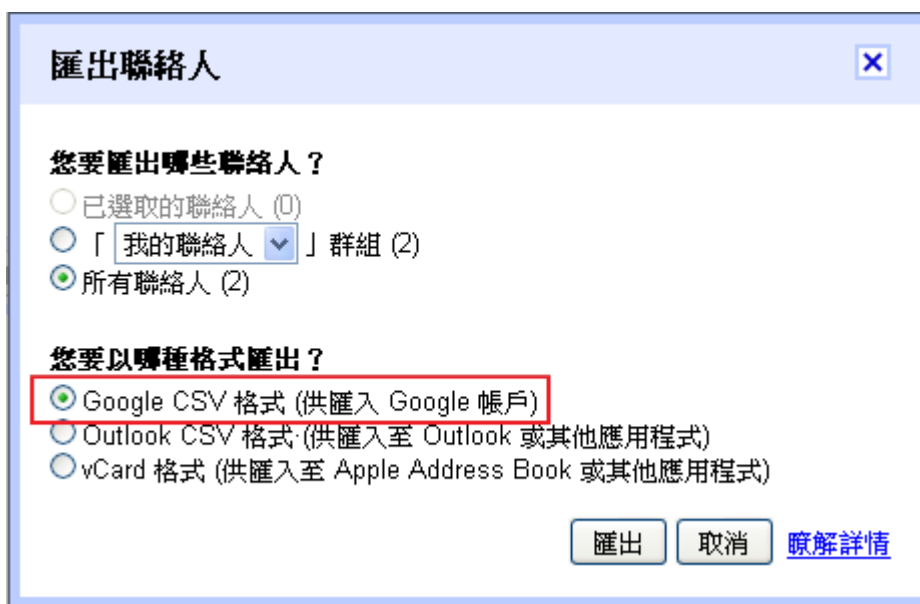 匯出聯絡人
您要匯出哪些聯絡人？
已選取的聯絡人 (0)
「 我的聯絡人 」群組 (2)
所有聯絡人 (2)
您要以哪種格式匯出？
Google CSV 格式 (供匯入 Google 帳戶)
Outlook CSV 格式 (供匯入至 Outlook 或其他應用程式)
vCard 格式 (供匯入至 Apple Address Book 或其他應用程式)
匯出 取消 瞭解詳情